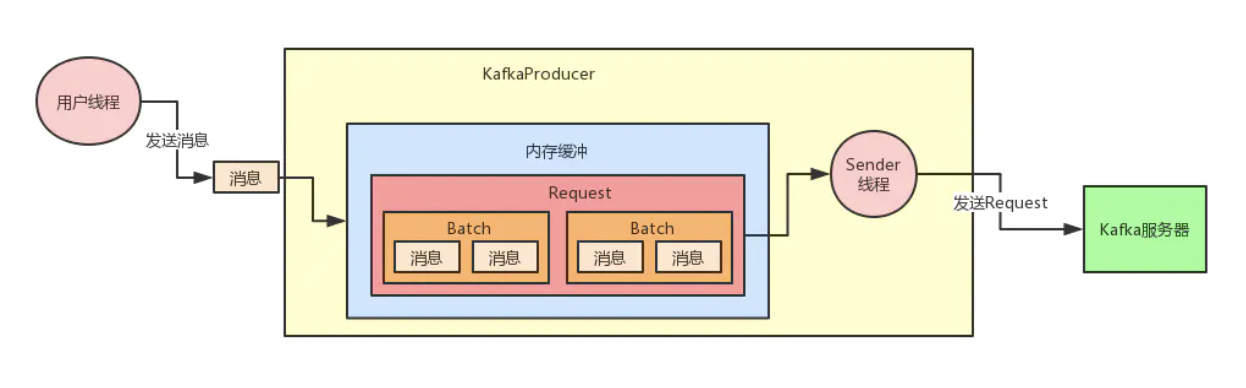 KafkaProducer
用户线程
发送消息
消息
内存缓冲
Request
Batch
消息
消息
Batch
消息
消息
Sender
线程
发送Request
Kafka服务器